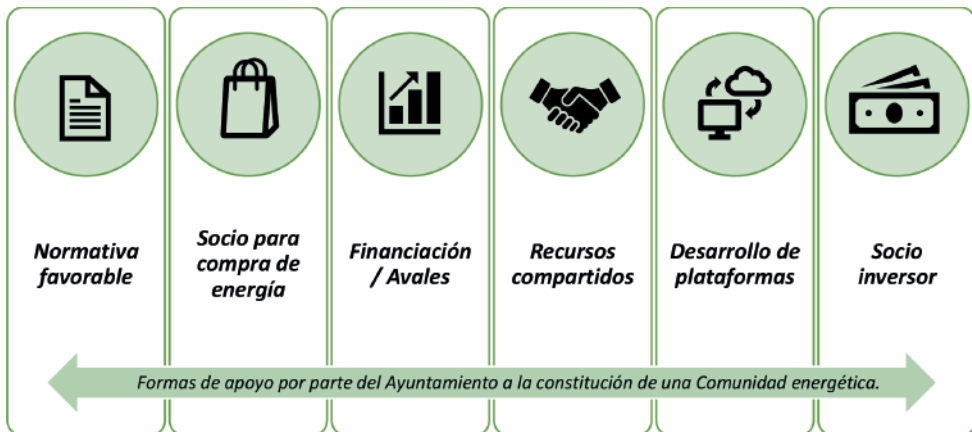 Normativa
favorable
Socio para
compra de
energía
Financiación
/ Avales
Recursos
compartidos
Desarrollo de
plataformas
Socio
inversor
Formas de apoyo por parte del Ayuntamiento a la constitución de una Comunidad energética.